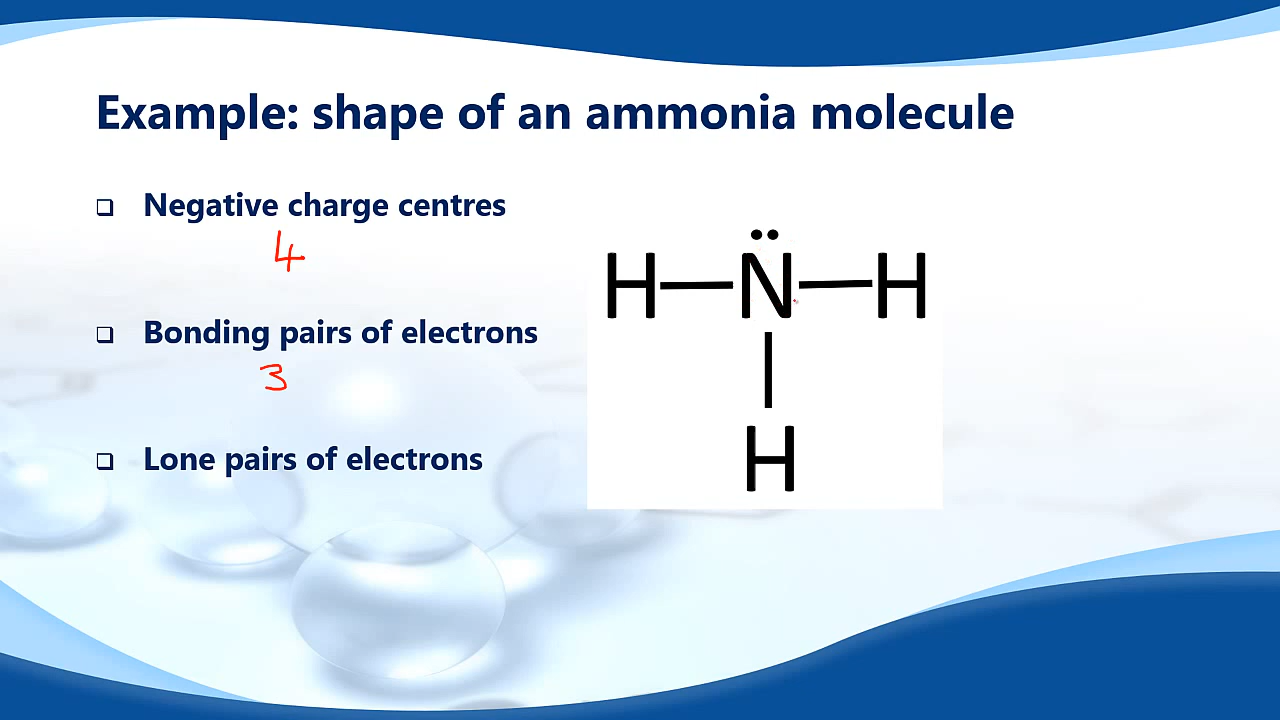 Example: shape of an ammonia molecule
Negative charge centres
4
Bonding pairs of electrons
3
Lone pairs of electrons
H N H
H